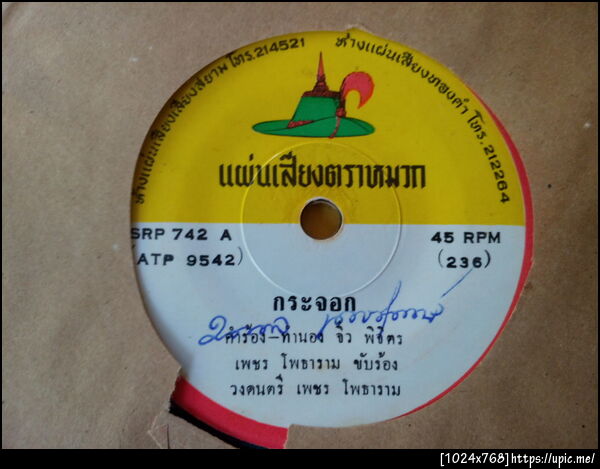 ห้างแผ่นเสียงเสียงสยาม โทร.214521
ห้างแผ่นเสียงทองคำ โทร. 212264
แผ่นเสียงตราหมวก
SRP 742 A
45 RPM
(ATP 9542)
(236)
กระจอก
คำร้อง-ทำนอง จิ๋ว พิจิตร
เพชร โพธาราม ขับร้อง
วงดนตรี เพชร โพธาราม
[1024x768]https://upic.me/